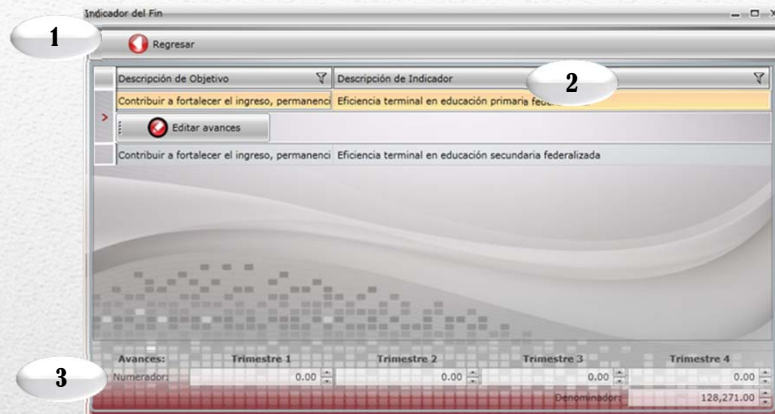 Indicador del Fin
1
Regresar
Descripción de Objetivo Descripción de Indicador
2
Contribuir a fortalecer el ingreso, permanenci Eficiencia terminal en educación primaria
Editar avances
Contribuir a fortalecer el ingreso, permanenci Eficiencia terminal en educación secundaria federalizada
Avances: Trimestre 1 Trimestre 2 Trimestre 3 Trimestre 4
3
Numerador: 0.00 0.00 0.00 0.00
Denominador: 128,271.00